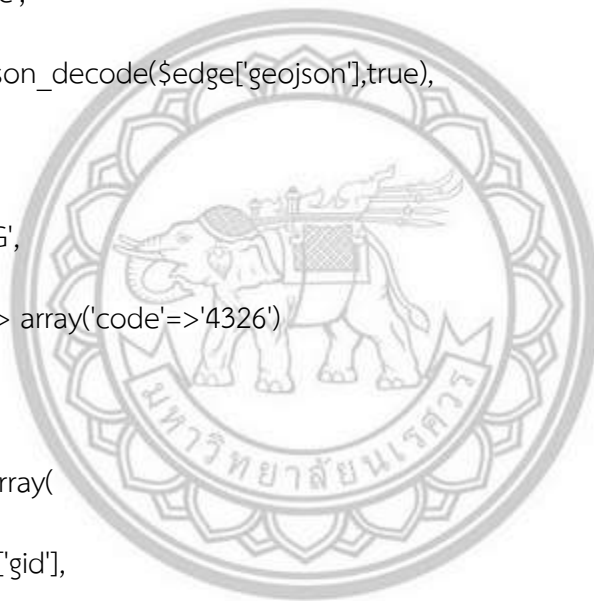 son_decode($edge['geojson'],true),
',
> array('code'=>'4326')
มหาวิทยาลัยนเรศวร
rray(
['gid'],